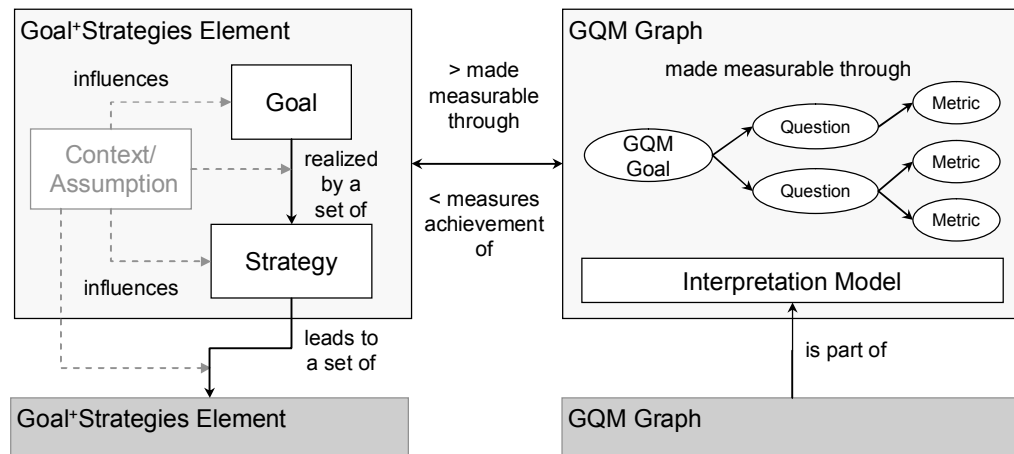 Goal⁺Strategies Element
influences
Goal
Context/
Assumption
realized
by a
set of
Strategy
influences
leads to
a set of
Goal⁺Strategies Element
> made
measurable
through
< measures
achievement
of
GQM Graph
made measurable through
GQM
Goal
Question
Question
Metric
Metric
Metric
Interpretation Model
is part of
GQM Graph